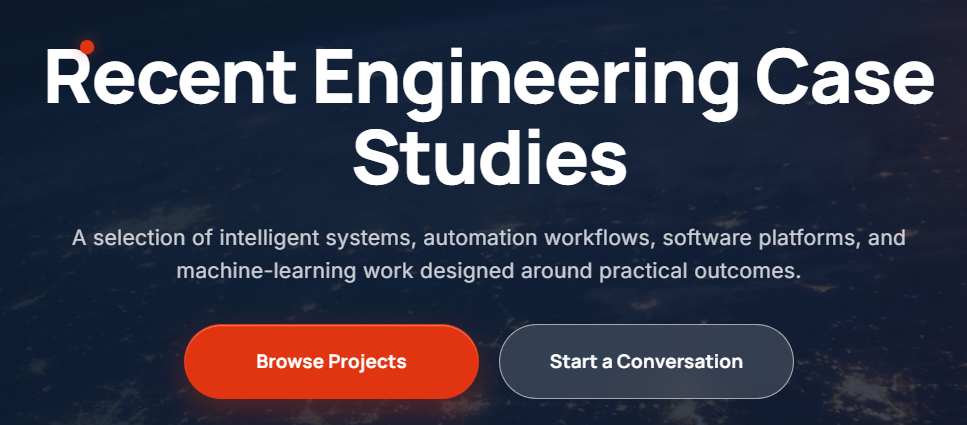 Recent Engineering Case
Studies
A selection of intelligent systems, automation workflows, software platforms, and
machine-learning work designed around practical outcomes.
Browse Projects
Start a Conversation